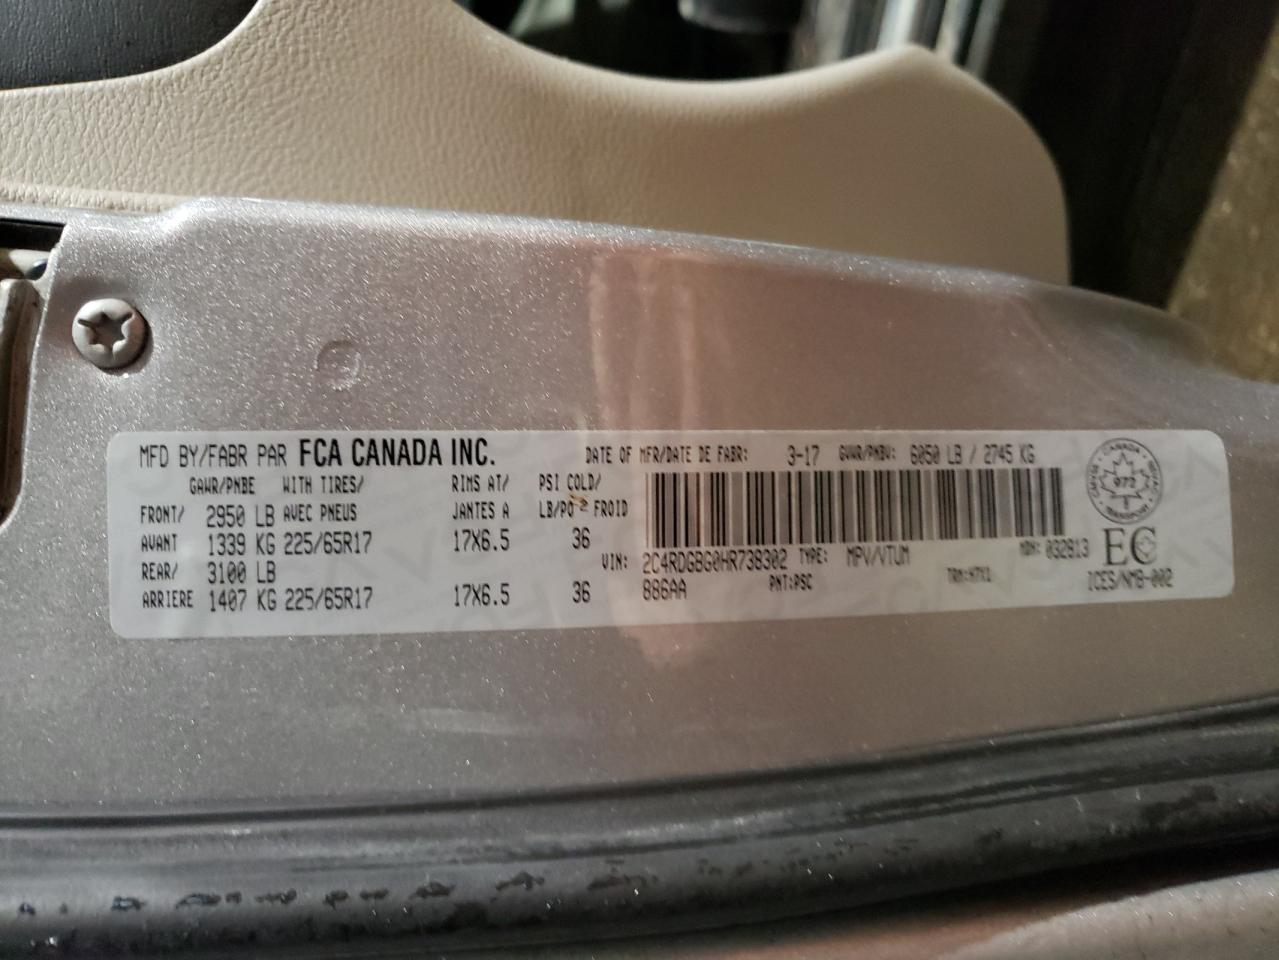 MFD BY/FABR PAR FCA CANADA INC. DATE OF MFR/DATE DE FABR: 3-17 GVWR/PNBV: 6050 LB / 2745 KG
GAWR/PNBE WITH TIRES/ RIMS AT/ PSI COLD/
FRONT/ 2950 LB AVEC PNEUS JANTES A LB/PO² FROID
AVANT 1339 KG 225/65R17 17X6.5 36
REAR/ 3100 LB
ARRIERE 1407 KG 225/65R17 17X6.5 36
VIN: 2C4RDGBG0HR738302 TYPE: MPV/VTUM MDH: 032813
886AA PNT:PSC
CANADA
972
TRANSPORT
EC
ICES/NMB-002